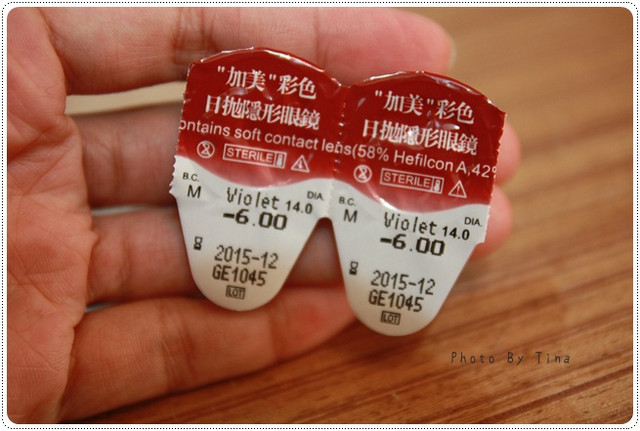 "加美"彩色
日拋隱形眼鏡
ontains soft contact lens(58% Hefilcon A,42%
STERILE
B.C.
M
Violet 14.0
DIA.
-6.00
2015-12
GE1045
LOT
"加美"彩色
日拋隱形眼鏡
STERILE
B.C.
M
Violet 14.0
DIA.
-6.00
2015-12
GE1045
LOT
Photo By Tina